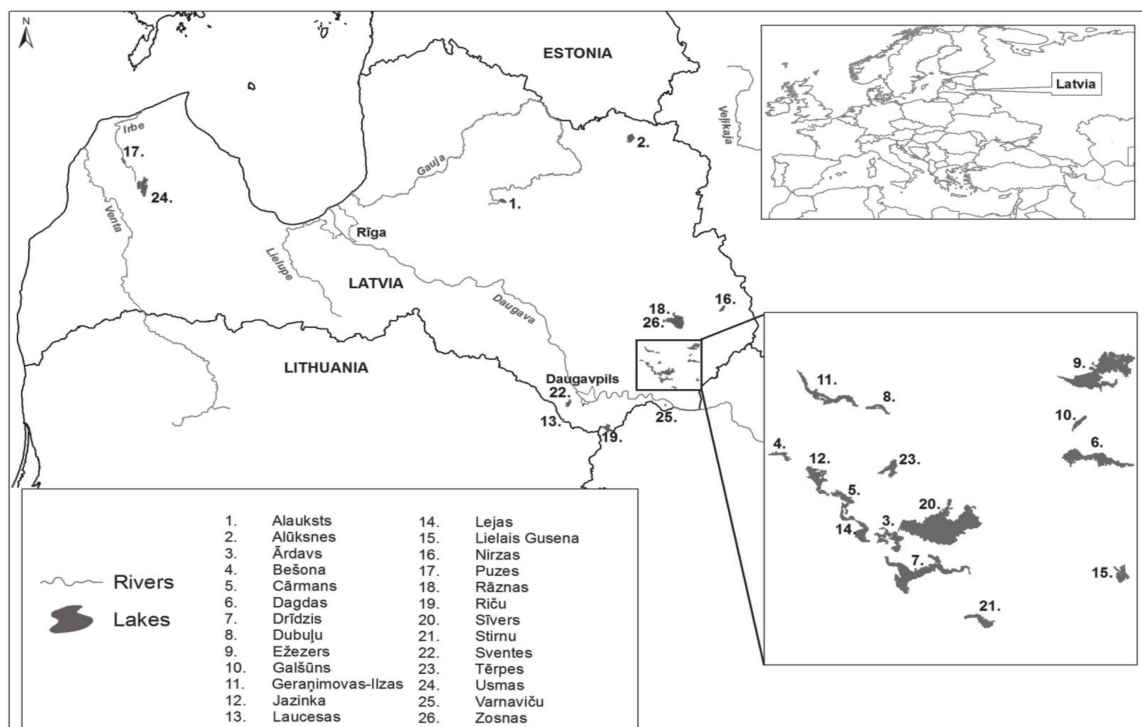 N
ESTONIA
Latvia
Veļikaja
Irbe
17.
2.
Gauja
24.
1.
Venta
Rīga
Lielupe
LATVIA
Daugava
16.
18.
26.
LITHUANIA
Daugavpils
22.
13.
25.
19.
9.
11.
8.
10.
4.
12.
23.
6.
5.
20.
14.
3.
7.
15.
21.
Rivers
Lakes
1. Alauksts
2. Alūksnes
3. Ārdavs
4. Bešona
5. Cārmans
6. Dagdas
7. Drīdzis
8. Dubuļu
9. Ežezers
10. Galšūns
11. Geraņimovas-Ilzas
12. Jazinka
13. Laucesas
14. Lejas
15. Lielais Gusena
16. Nirzas
17. Puzes
18. Rāznas
19. Riču
20. Sīvers
21. Stirnu
22. Sventes
23. Tērpes
24. Usmas
25. Varnaviču
26. Zosnas